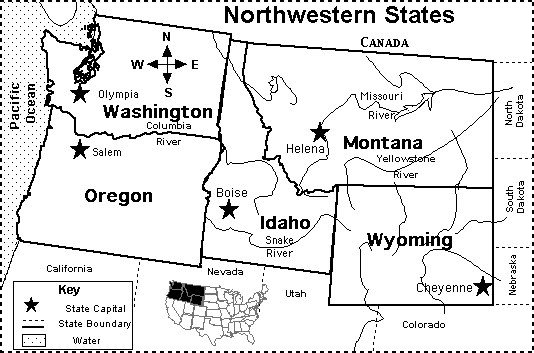 Northwestern States
CANADA
N
W E
S
Pacific
Ocean
Olympia
Washington
Columbia
River
Salem
Oregon
Missouri
River
Helena
Montana
Yellowstone
River
North
Dakota
South
Dakota
Boise
Idaho
Snake
River
Wyoming
Cheyenne
Nebraska
California
Nevada
Utah
Colorado
Key
State Capital
State Boundary
Water